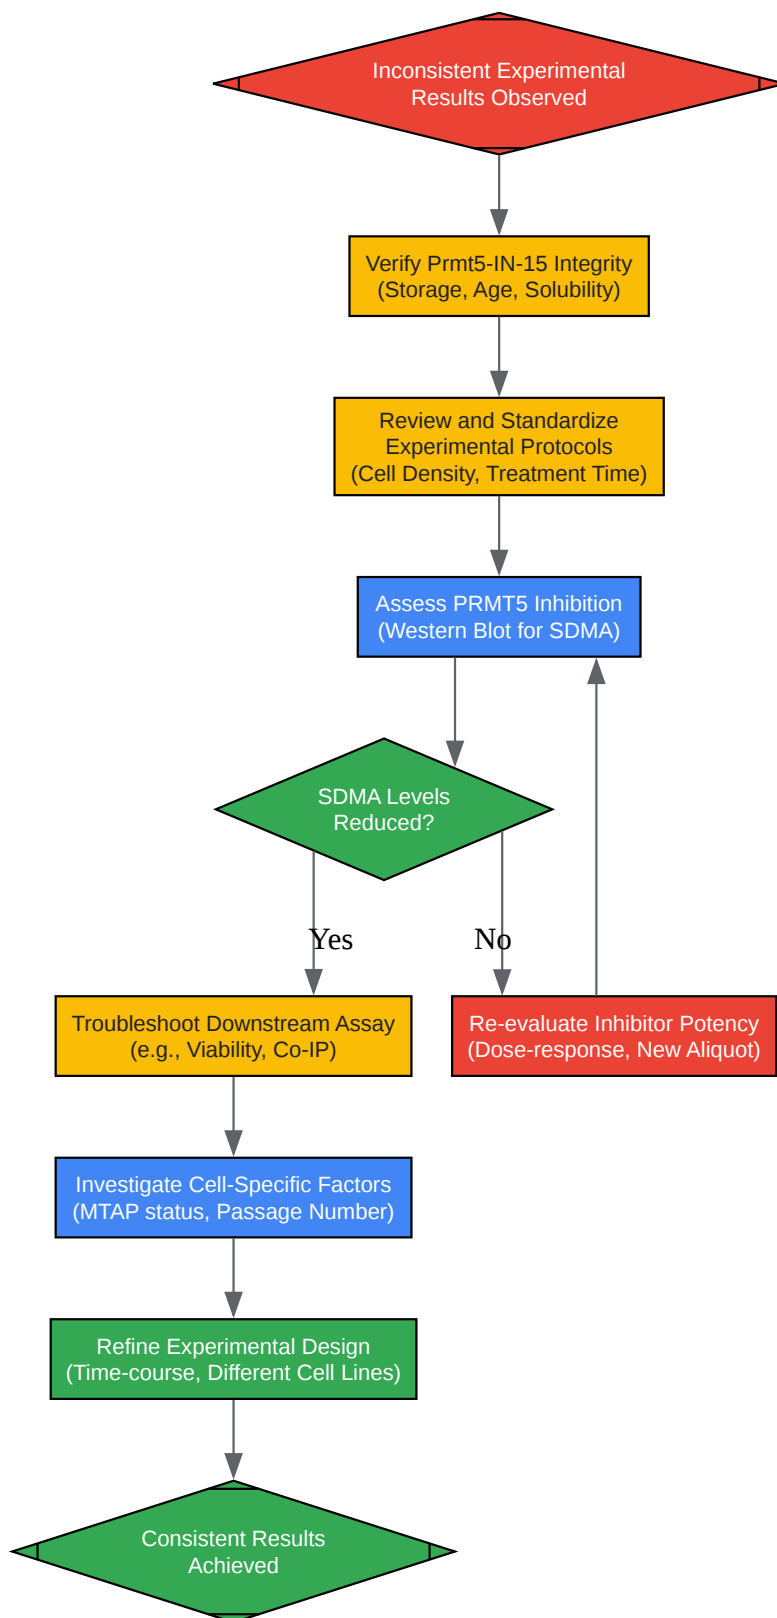 Inconsistent Experimental
Results Observed
Verify Prmt5-IN-15 Integrity
(Storage, Age, Solubility)
Review and Standardize
Experimental Protocols
(Cell Density, Treatment Time)
Assess PRMT5 Inhibition
(Western Blot for SDMA)
SDMA Levels
Reduced?
Yes
No
Troubleshoot Downstream Assay
(e.g., Viability, Co-IP)
Re-evaluate Inhibitor Potency
(Dose-response, New Aliquot)
Investigate Cell-Specific Factors
(MTAP status, Passage Number)
Refine Experimental Design
(Time-course, Different Cell Lines)
Consistent Results
Achieved